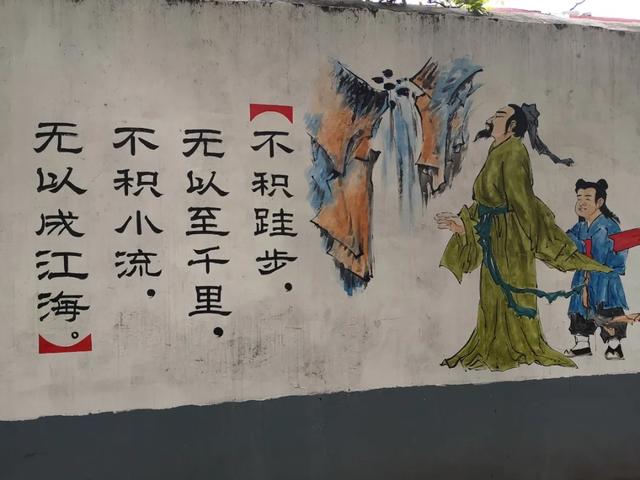 不积跬步，
无以至千里，
不积小流，
无以成江海。